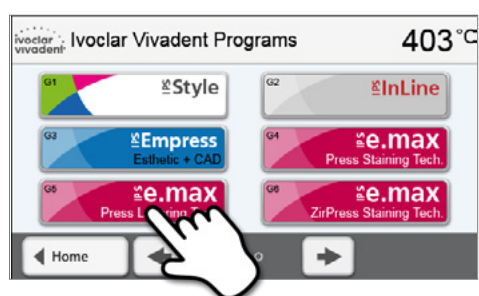 ivoclar vivadent Ivoclar Vivadent Programs 403°C
G1 IPS Style
G2 IPS InLine
G3 IPS Empress
Esthetic + CAD
G4 IPS e.max
Press Staining Tech.
G5 IPS e.max
Press
G6 IPS e.max
ZirPress Staining Tech.
Home